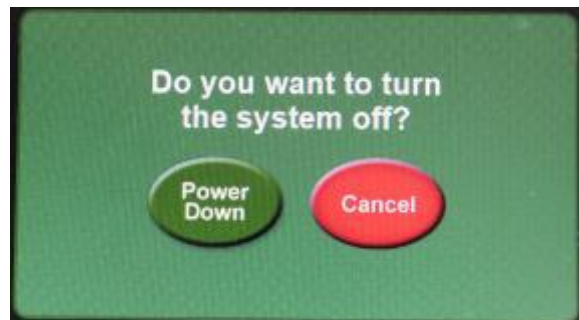 Do you want to turn
the system off?
Power
Down
Cancel